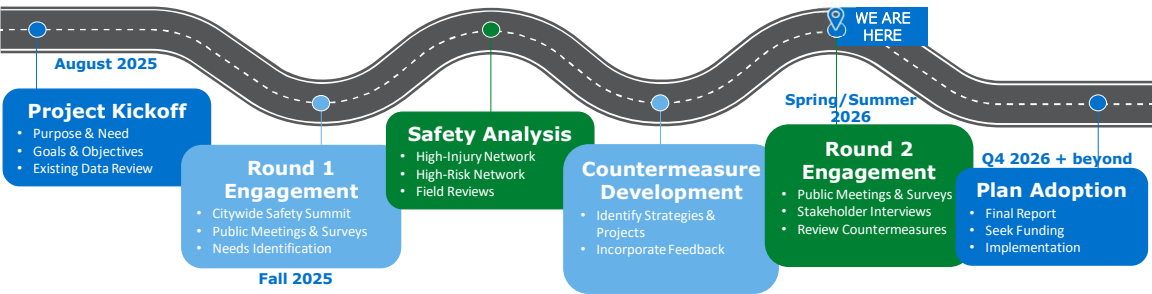 WE ARE
HERE
August 2025
Project Kickoff
• Purpose & Need
• Goals & Objectives
• Existing Data Review
Round 1
Engagement
• Citywide Safety Summit
• Public Meetings & Surveys
• Needs Identification
Fall 2025
Safety Analysis
• High-Injury Network
• High-Risk Network
• Field Reviews
Countermeasure
Development
• Identify Strategies &
Projects
• Incorporate Feedback
Spring/Summer
2026
Round 2
Engagement
• Public Meetings & Surveys
• Stakeholder Interviews
• Review Countermeasures
Q4 2026 + beyond
Plan Adoption
• Final Report
• Seek Funding
• Implementation